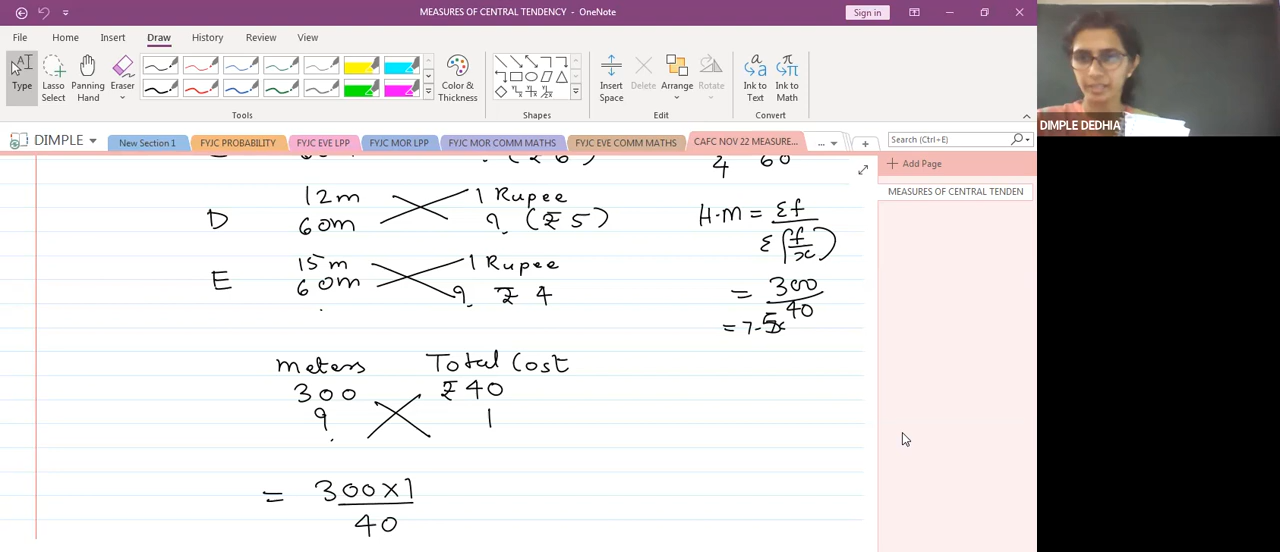 MEASURES OF CENTRAL TENDENCY - OneNote
Sign in
File Home Insert Draw History Review View
Type
Lasso Select
Panning Hand
Eraser
Color & Thickness
Insert Space
Delete
Arrange
Rotate
Ink to Text
Ink to Math
Tools
Shapes
Edit
Convert
DIMPLE DEDHIA
DIMPLE
New Section 1
FYJC PROBABILITY
FYJC EVE LPP
FYJC MOR LPP
FYJC MOR COMM MATHS
FYJC EVE COMM MATHS
CAFC NOV 22 MEASURE...
...
Search (Ctrl+E)
Add Page
MEASURES OF CENTRAL TENDEN
4 60
12m 1 Rupee
D 60m ? (₹ 5)
15m 1 Rupee
E 60m ? ₹ 4
H.M = Σf
Σ(f/x)
= 300
40
= 7.5
meters Total Cost
300 ₹40
? 1
= 300×1
40